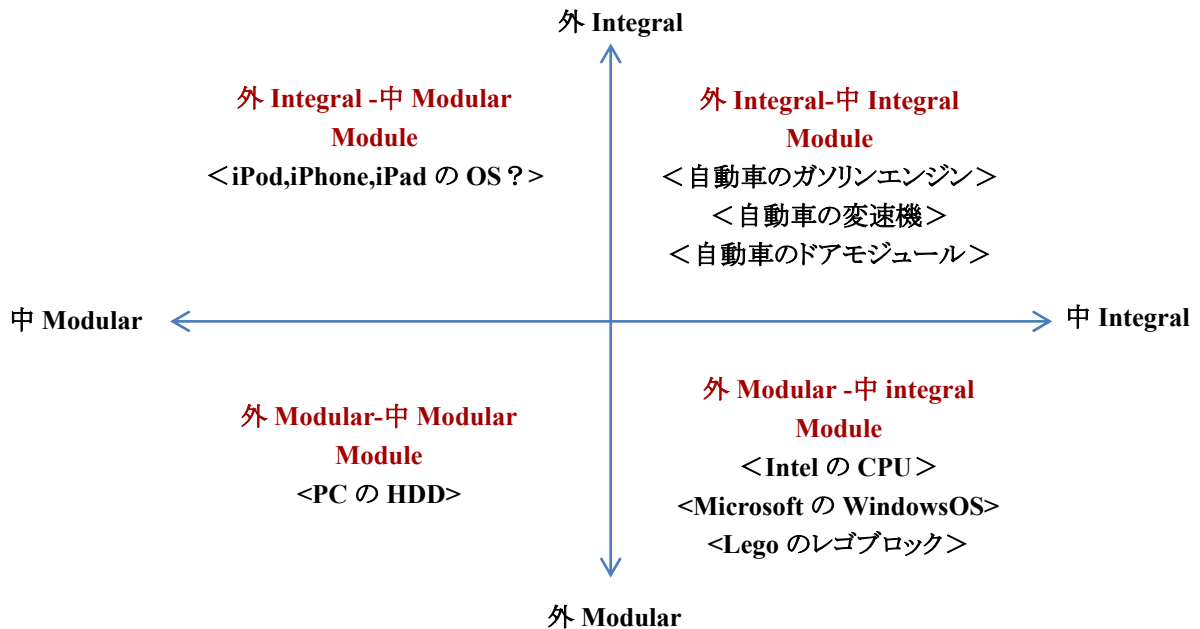 外 Integral
外 Integral -中 Modular
Module
＜iPod,iPhone,iPad の OS？>
外 Integral-中 Integral
Module
＜自動車のガソリンエンジン＞
＜自動車の変速機＞
＜自動車のドアモジュール＞
中 Modular
中 Integral
外 Modular-中 Modular
Module
<PC の HDD>
外 Modular -中 integral
Module
＜Intel の CPU＞
<Microsoft の WindowsOS>
<Lego のレゴブロック＞
外 Modular